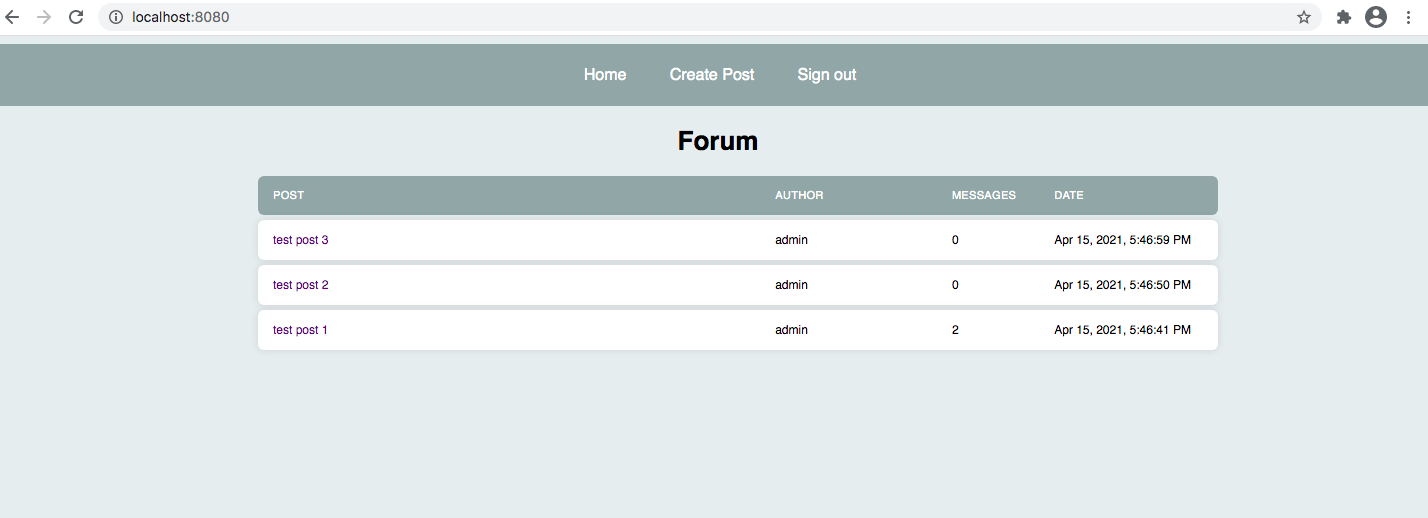 localhost:8080
Home Create Post Sign out
Forum
POST AUTHOR MESSAGES DATE
test post 3 admin 0 Apr 15, 2021, 5:46:59 PM
test post 2 admin 0 Apr 15, 2021, 5:46:50 PM
test post 1 admin 2 Apr 15, 2021, 5:46:41 PM